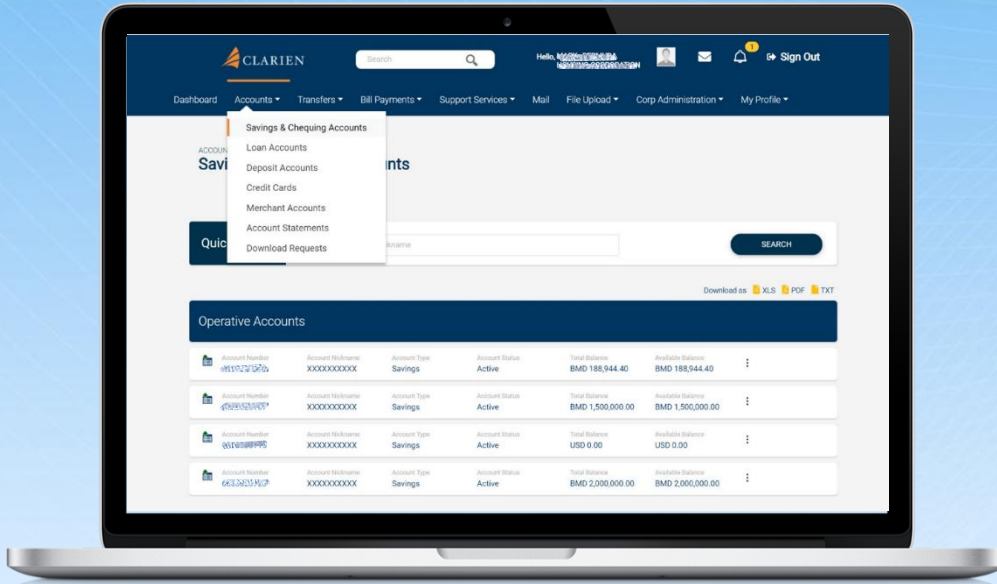 CLARIEN
Search
Hello,
1
Sign Out
Dashboard Accounts Transfers Bill Payments Support Services Mail File Upload Corp Administration My Profile
Savings & Chequing Accounts
Loan Accounts
Deposit Accounts
Credit Cards
Merchant Accounts
Account Statements
Download Requests
SEARCH
Download as XLS PDF TXT
Operative Accounts
Account Number Account Nickname Account Type Account Status Total Balance Available Balance
XXXXXXXXXX Savings Active BMD 188,944.40 BMD 188,944.40
Account Number Account Nickname Account Type Account Status Total Balance Available Balance
XXXXXXXXXX Savings Active BMD 1,500,000.00 BMD 1,500,000.00
Account Number Account Nickname Account Type Account Status Total Balance Available Balance
XXXXXXXXXX Savings Active USD 0.00 USD 0.00
Account Number Account Nickname Account Type Account Status Total Balance Available Balance
XXXXXXXXXX Savings Active BMD 2,000,000.00 BMD 2,000,000.00